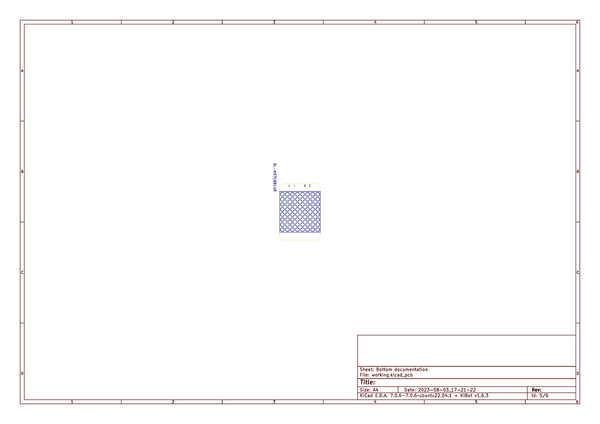 1 2 3 4 5 6
A A
B B
+ -
C C
Sheet: Bottom documentation
File: working.kicad_pcb
D D
Title:
Size: A4 Date: 2023-08-03_17-21-22 Rev:
KiCad E.D.A. 7.0.6-7.0.6~ubuntu22.04.1 + KiBot v1.6.3 Id: 5/6
1 2 3 4 5 6